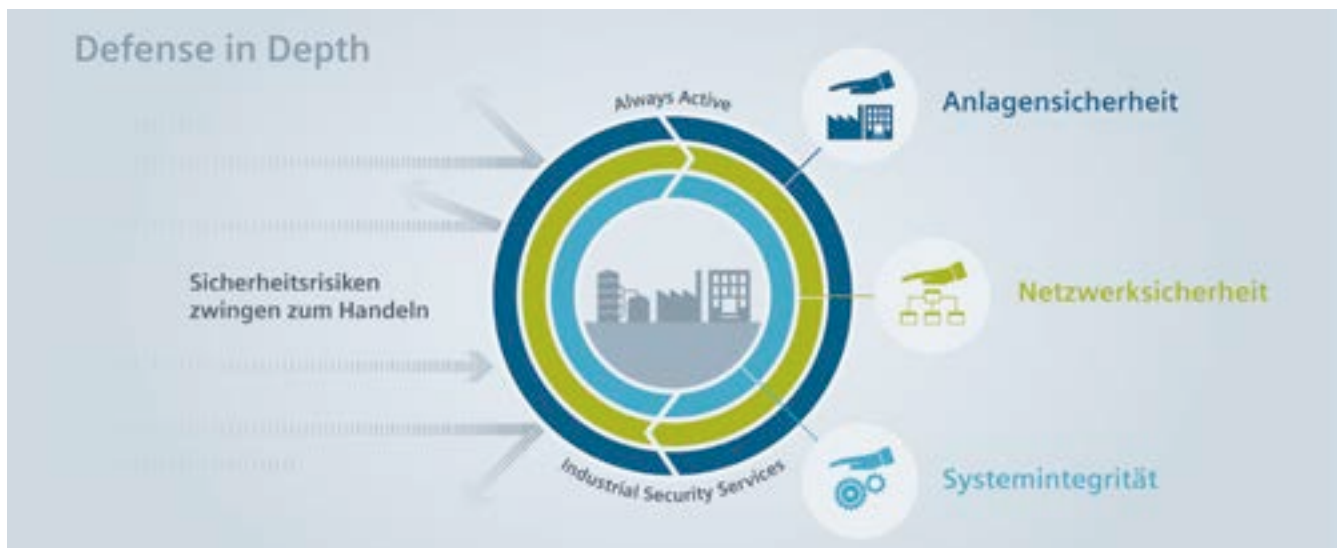 Defense in Depth
Always Active
Anlagensicherheit
Sicherheitsrisiken
zwingen zum Handeln
Netzwerksicherheit
Systemintegrität
Industrial Security Services